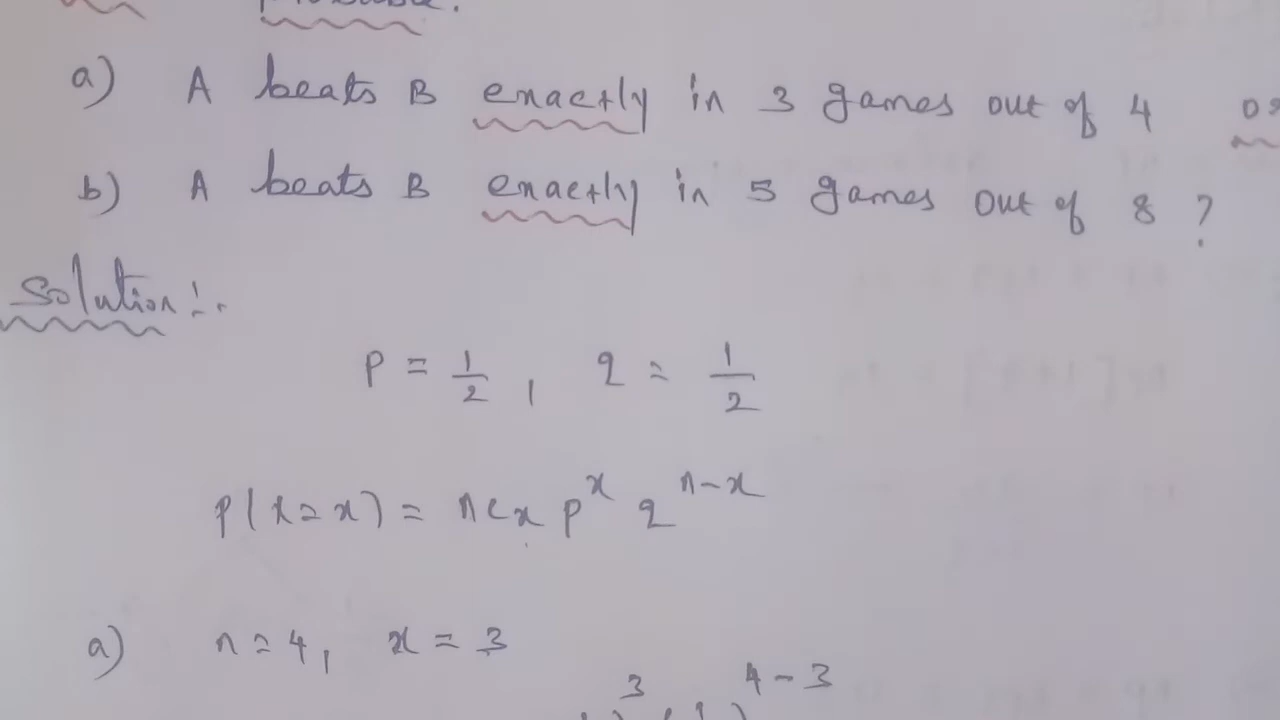 a) A beats B exactly in 3 games out of 4
b) A beats B exactly in 5 games out of 8 ?
Solution:-
p = 1/2, q = 1/2
p(x=x) = ncx p^x q^n-x
a) n=4, x=3
3 4-3